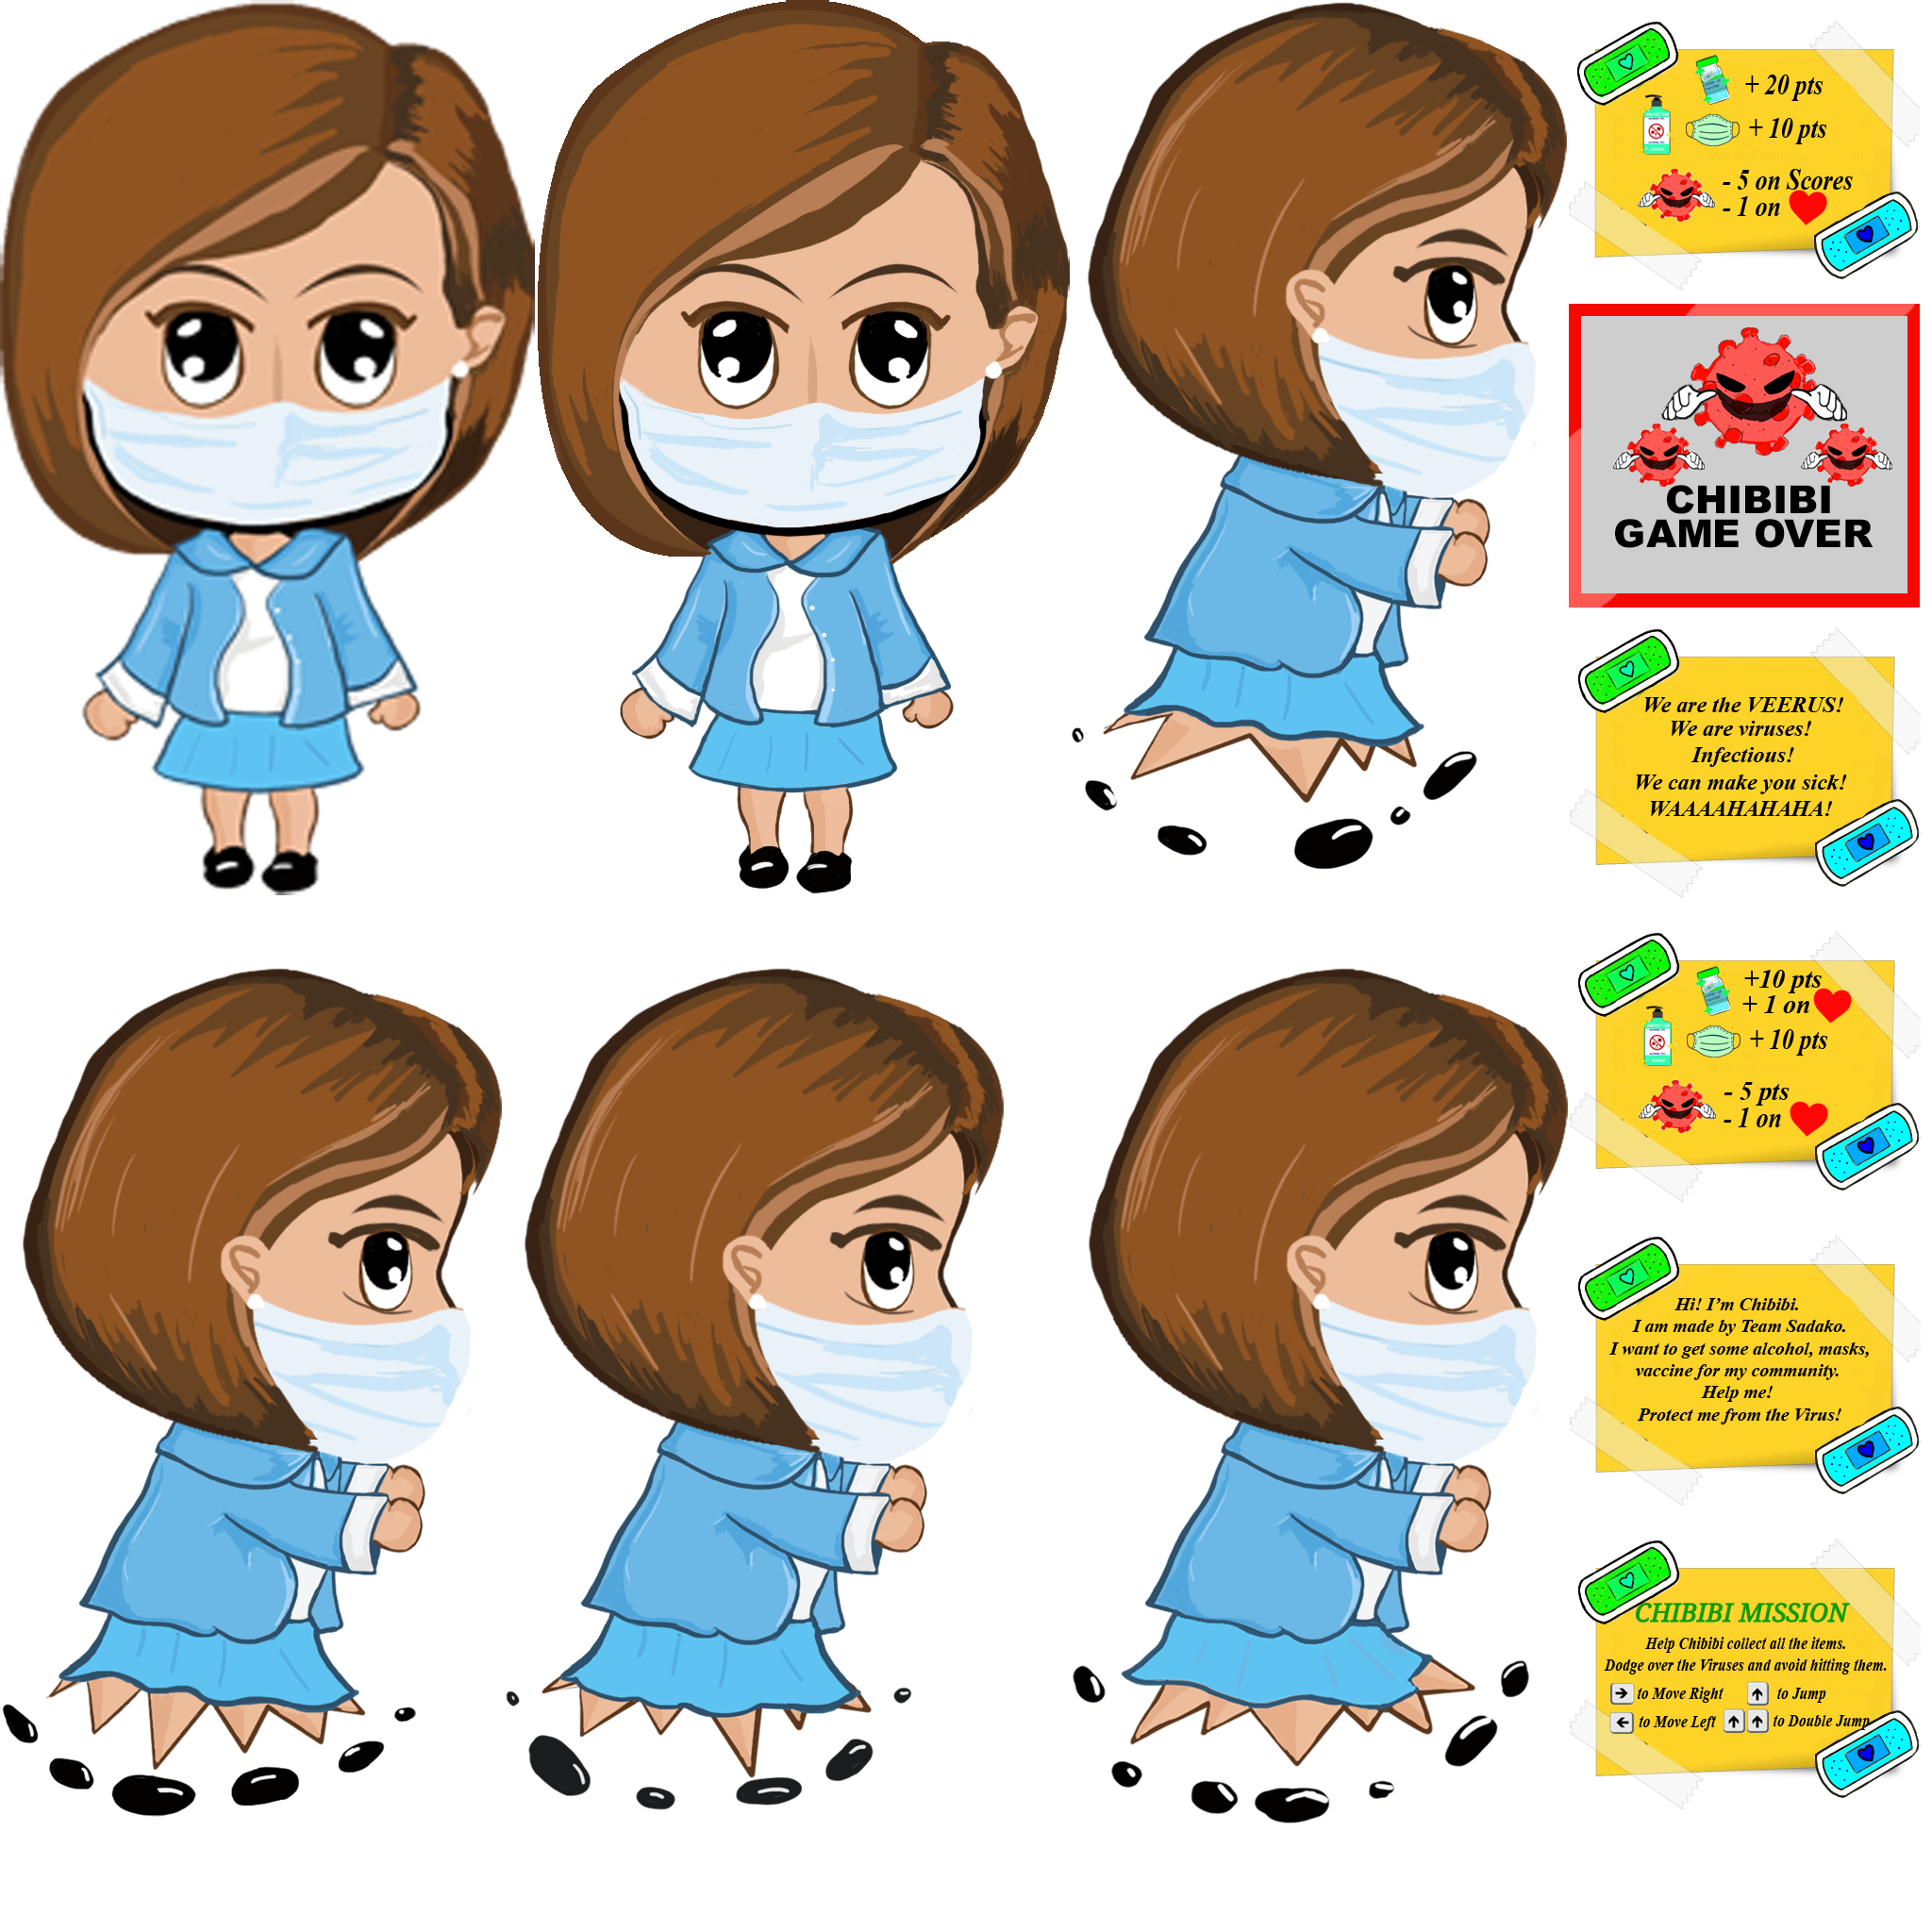 + 20 pts
+ 10 pts
- 5 on Scores
- 1 on
CHIBIBI
GAME OVER
We are the VEERUS!
We are viruses!
Infectious!
We can make you sick!
WAAAAHAHAHA!
+10 pts
+ 1 on
+ 10 pts
- 5 pts
- 1 on
Hi! I'm Chibibi.
I am made by Team Sadako.
I want to get some alcohol, masks,
vaccine for my community.
Help me!
Protect me from the Virus!
CHIBIBI MISSION
Help Chibibi collect all the items.
Dodge over the Viruses and avoid hitting them.
→ to Move Right ↑ to Jump
← to Move Left ↑ ↑ to Double Jump